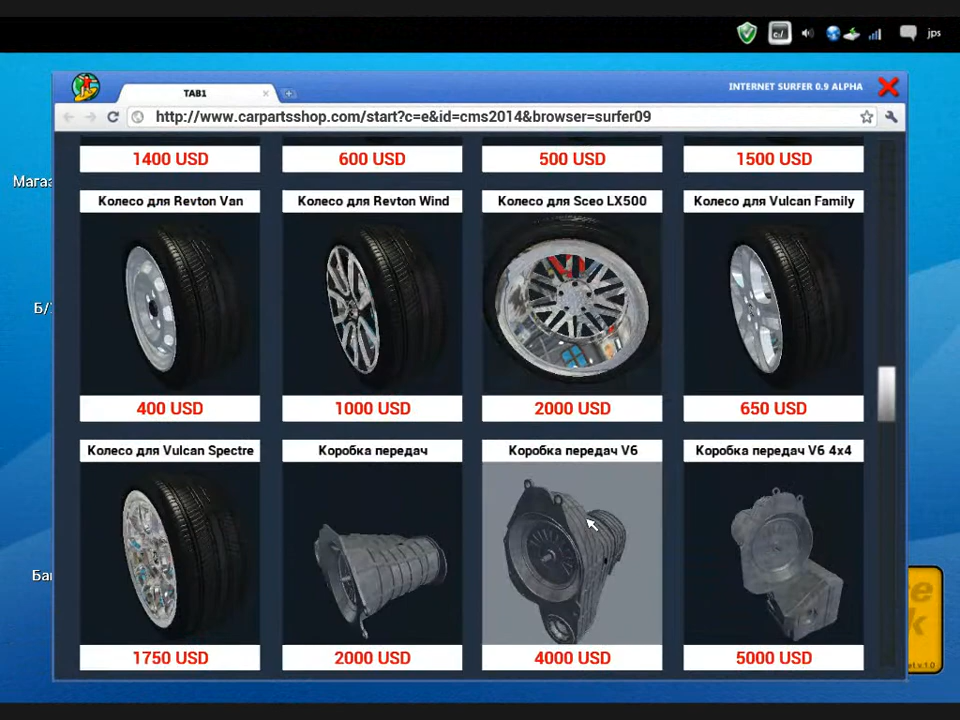 jps
TAB1
INTERNET SURFER 0.9 ALPHA
http://www.carpartsshop.com/start?c=e&id=cms2014&browser=surfer09
1400 USD
600 USD
500 USD
1500 USD
Колесо для Revton Van
Колесо для Revton Wind
Колесо для Sceo LX500
Колесо для Vulcan Family
400 USD
1000 USD
2000 USD
650 USD
Колесо для Vulcan Spectre
Коробка передач
Коробка передач V6
Коробка передач V6 4x4
1750 USD
2000 USD
4000 USD
5000 USD